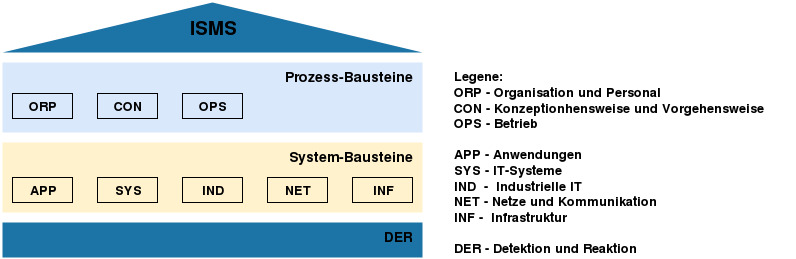 ISMS
Prozess-Bausteine
ORP CON OPS
System-Bausteine
APP SYS IND NET INF
DER
Legene:
ORP - Organisation und Personal
CON - Konzeptionhensweise und Vorgehensweise
OPS - Betrieb
APP - Anwendungen
SYS - IT-Systeme
IND - Industrielle IT
NET - Netze und Kommunikation
INF - Infrastruktur
DER - Detektion und Reaktion